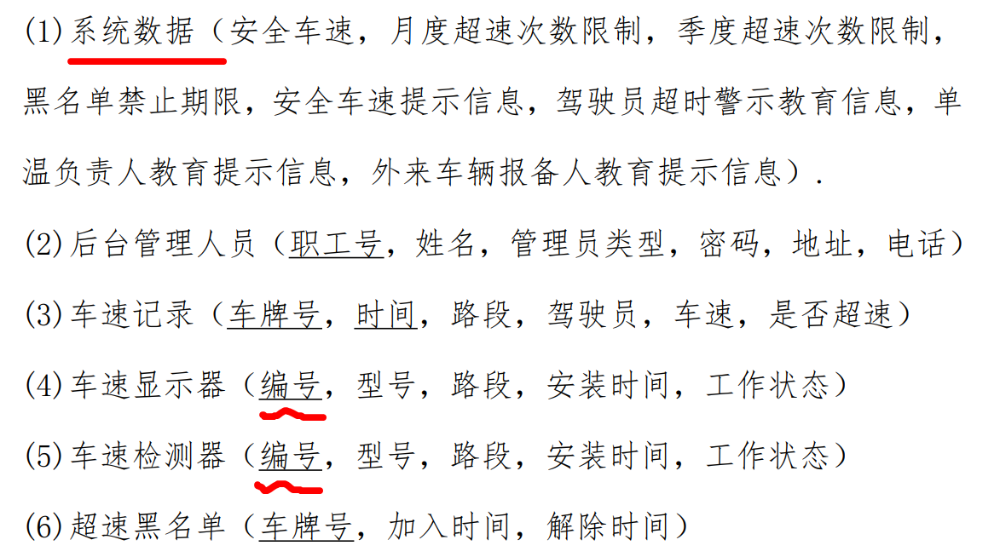 (1)系统数据（安全车速，月度超速次数限制，季度超速次数限制，
黑名单禁止期限，安全车速提示信息，驾驶员超时警示教育信息，单
温负责人教育提示信息，外来车辆报备人教育提示信息）.
(2)后台管理人员（职工号，姓名，管理员类型，密码，地址，电话）
(3)车速记录（车牌号，时间，路段，驾驶员，车速，是否超速）
(4)车速显示器（编号，型号，路段，安装时间，工作状态）
(5)车速检测器（编号，型号，路段，安装时间，工作状态）
(6)超速黑名单（车牌号，加入时间，解除时间）